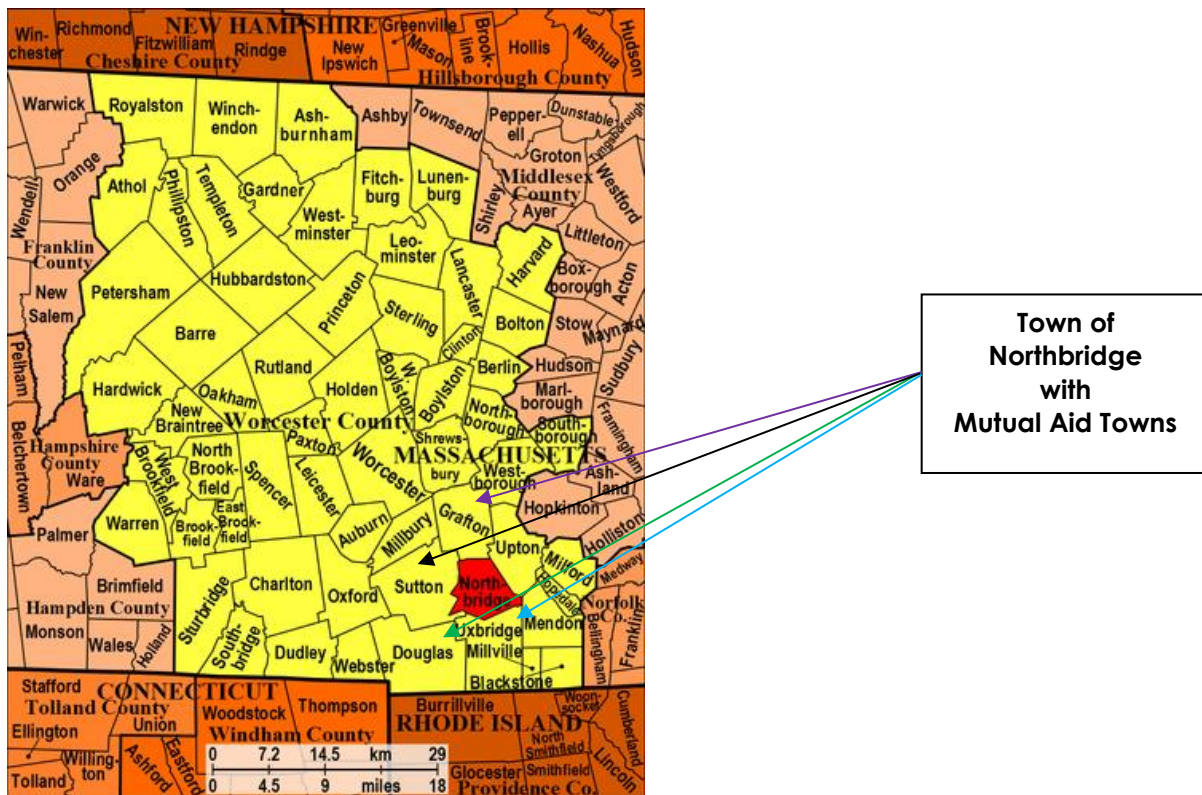 NEW HAMPSHIRE
Win-
chester
Richmond
Fitzwilliam
Rindge
Cheshire County
New
Ipswich
Greenville
Mason
Brook-
line
Hollis
Nashua
Hudson
Hillsborough County
Warwick
Royalston
Winch-
endon
Ash-
burnham
Ashby
Townsend
Pepper-
ell
Dunstable
Tyngsborough
Orange
Groton
Middlesex
County
Westford
Wendell
Athol
Phillipston
Templeton
Gardner
West-
minster
Fitch-
burg
Lunen-
burg
Shirley
Ayer
Littleton
Franklin
County
Leo-
minster
Lancaster
Harvard
Box-
borough
Acton
New
Salem
Petersham
Hubbardston
Princeton
Sterling
Clinton
Bolton
Stow
Maynard
Barre
Rutland
Holden
W.
Boylston
Boylston
Berlin
Hudson
Sudbury
Pelham
Hardwick
Oakham
Marl-
borough
North-
borough
South-
borough
Framingham
New
Braintree
Worcester County
Paxton
MASSACHUSETTS
Shrews-
bury
West-
borough
Ash-
land
Belchertown
Hampshire
County
Ware
West
Brookfield
North
Brook-
field
Spencer
Leicester
Worcester
Hopkinton
Holliston
Palmer
Warren
Brook-
field
East
Brook-
field
Auburn
Millbury
Grafton
Upton
Milford
Medway
Brimfield
Hampden County
Sturbridge
Charlton
Oxford
Sutton
North-
bridge
Hopedale
Norfolk
Co.
Monson
Wales
Holland
South-
bridge
Dudley
Webster
Douglas
Uxbridge
Mendon
Millville
Blackstone
Bellingham
Franklin
Stafford
CONNECTICUT
Tolland County
Union
Ellington
Willing-
ton
Tolland
Ashford
Eastford
Woodstock
Thompson
Windham County
Burrillville
RHODE ISLAND
Woon-
socket
Cumberland
North
Smithfield
Glocester
Smithfield
Lincoln
Providence Co.
0 7.2 14.5 km 29
0 4.5 9 miles 18
Town of
Northbridge
with
Mutual Aid Towns